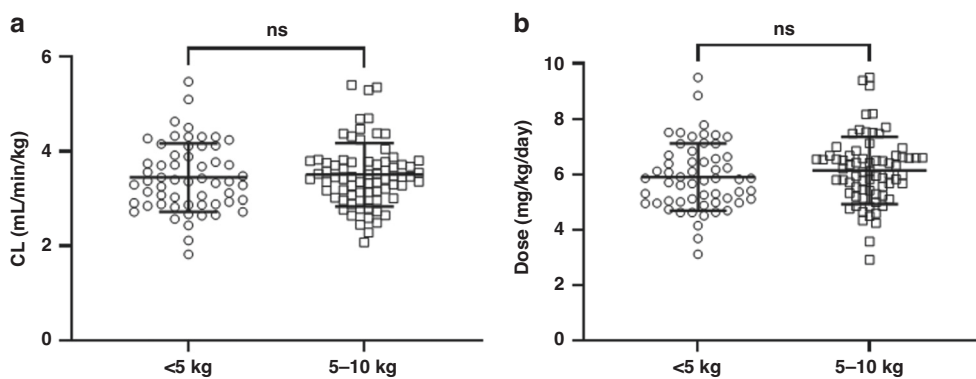 a
ns
6
4
2
0
CL (mL/min/kg)
<5 kg
5–10 kg
b
ns
10
8
6
4
2
0
Dose (mg/kg/day)
<5 kg
5–10 kg